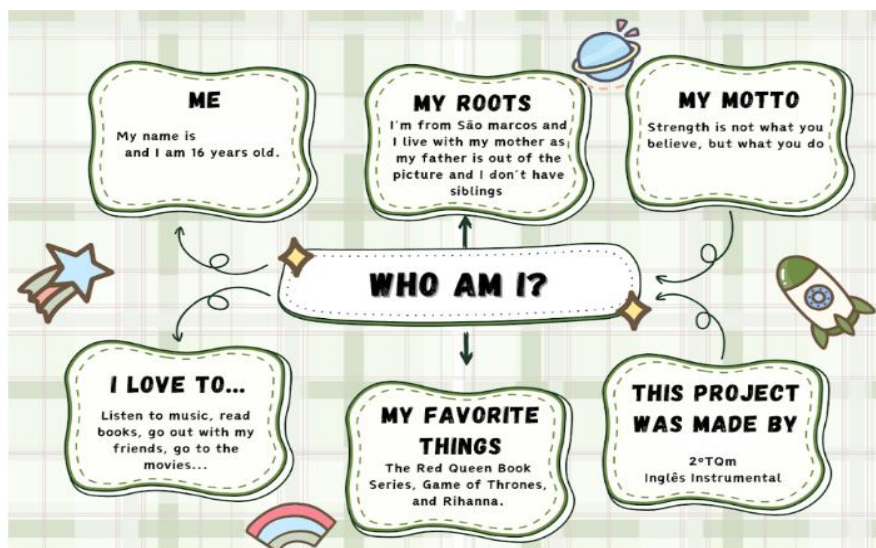 ME
My name is
and I am 16 years old.
MY ROOTS
I'm from São marcos and
I live with my mother as
my father is out of the
picture and I don't have
siblings
MY MOTTO
Strength is not what you
believe, but what you do
WHO AM I?
I LOVE TO...
Listen to music, read
books, go out with my
friends, go to the
movies...
MY FAVORITE
THINGS
The Red Queen Book
Series, Game of Thrones,
and Rihanna.
THIS PROJECT
WAS MADE BY
2ºTQm
Inglês Instrumental